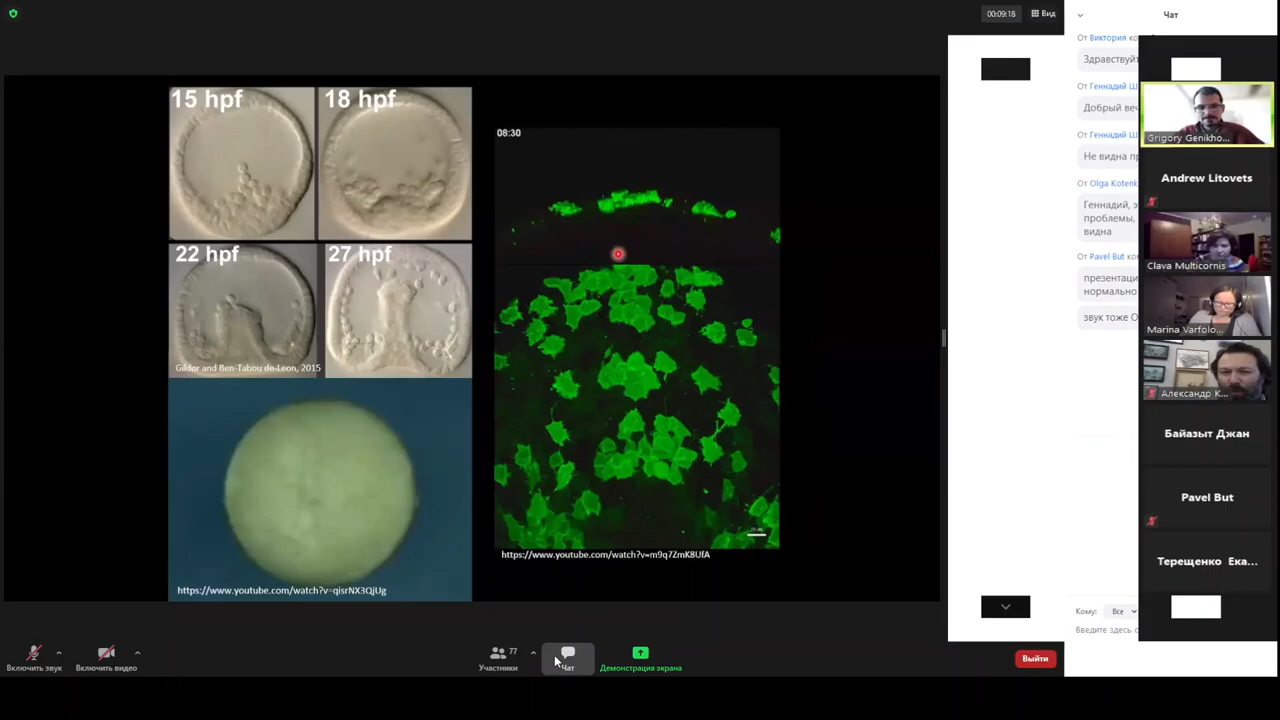 00:09:18
Вид
Чат
15 hpf
18 hpf
22 hpf
27 hpf
Gildor and Ben-Tabou de-Leon, 2015
https://www.youtube.com/watch?v=qisrNX3QjUg
08:30
https://www.youtube.com/watch?v=m9q7ZmK8UfA
От Виктория
Здравствуйт
От Геннадий Ш
Добрый веч
От Геннадий Ш
Не видна пр
От Olga Kotenk
Геннадий, э
проблемы,
видна
От Pavel But ко
презентаци
нормально
звук тоже О
Grigory Genikho...
Andrew Litovets
Clava Multicornis
Marina Varfolo...
Александр К...
Байазыт Джан
Pavel But
Терещенко Ека...
Кому: Все
Введите здесь с
Включить звук
Включить видео
77
Участники
Чат
Демонстрация экрана
Выйти